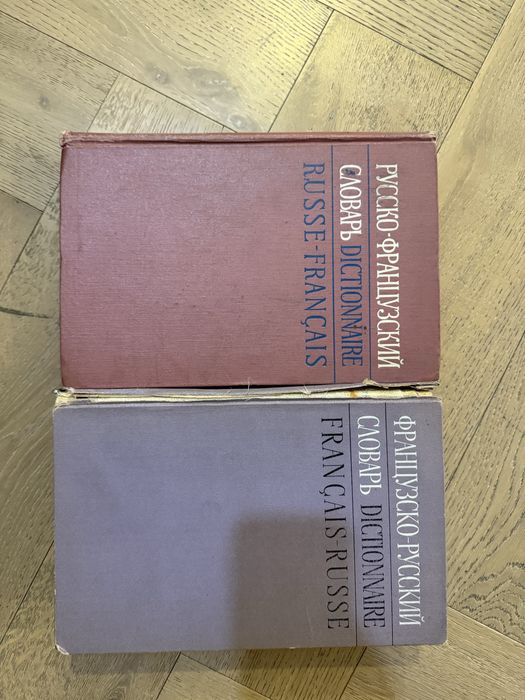 РУССКО-ФРАНЦУЗСКИЙ
СЛОВАРЬ DICTIONNAIRE
RUSSE-FRANÇAIS
ФРАНЦУЗСКО-РУССКИЙ
СЛОВАРЬ DICTIONNAIRE
FRANÇAIS-RUSSE